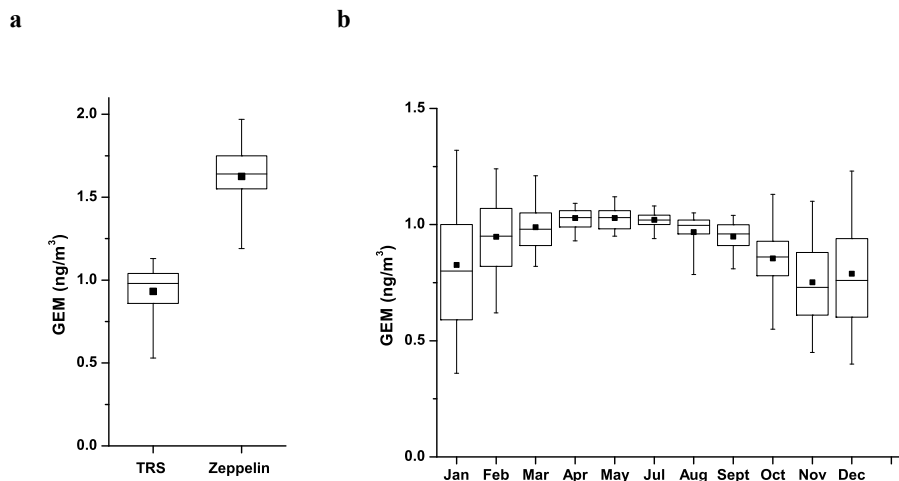 a
b
GEM (ng/m³)
2.0
1.5
1.0
0.5
0.0
TRS Zeppelin
GEM (ng/m³)
1.5
1.0
0.5
0.0
Jan Feb Mar Apr May Jul Aug Sept Oct Nov Dec